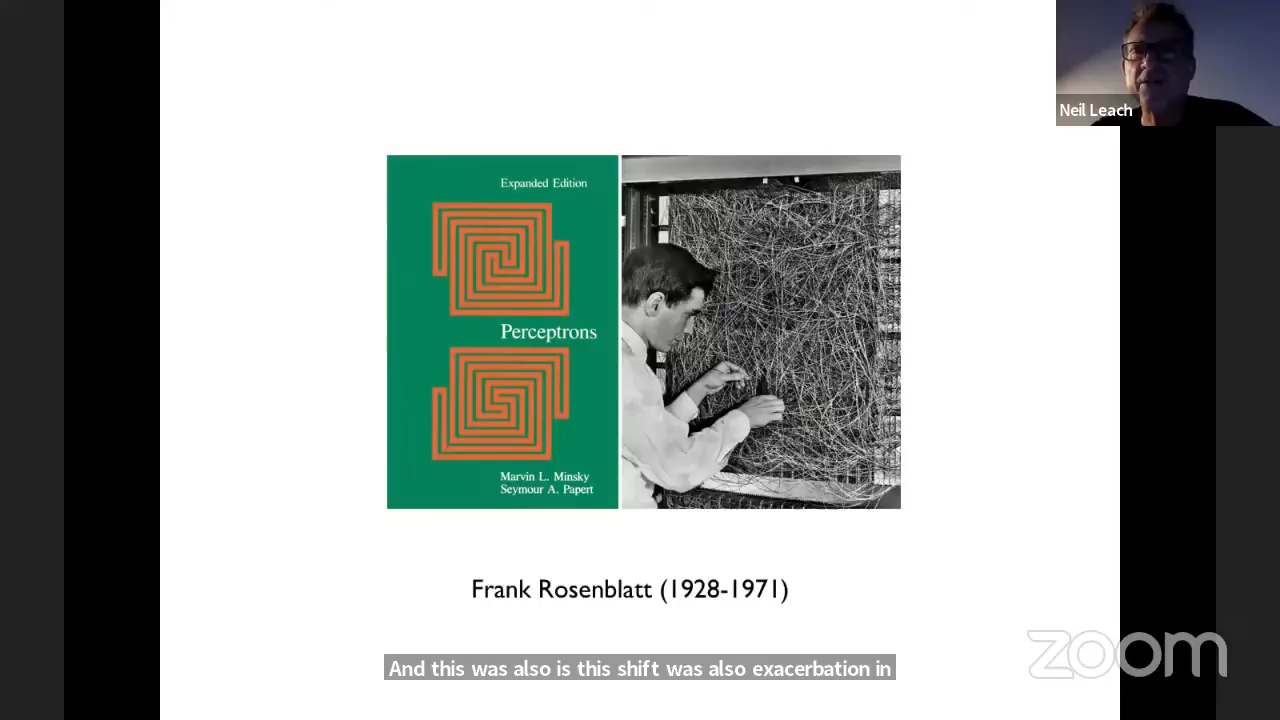 Neil Leach
Expanded Edition
Perceptrons
Marvin L. Minsky
Seymour A. Papert
Frank Rosenblatt (1928-1971)
zoom
And this was also is this shift was also exacerbation in